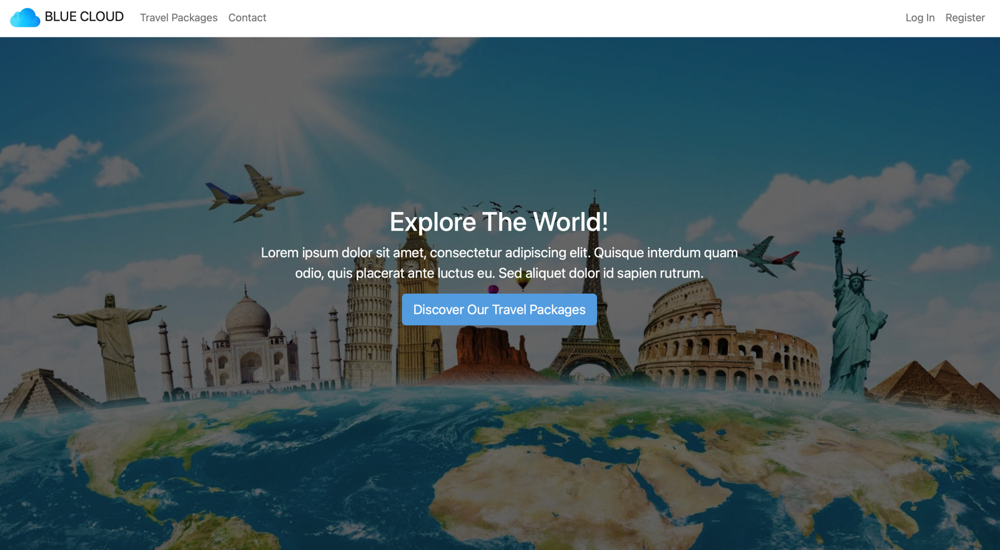 BLUE CLOUD
Travel Packages
Contact
Log In
Register
Explore The World!
Lorem ipsum dolor sit amet, consectetur adipiscing elit. Quisque interdum quam
odio, quis placerat ante luctus eu. Sed aliquet dolor id sapien rutrum.
Discover Our Travel Packages